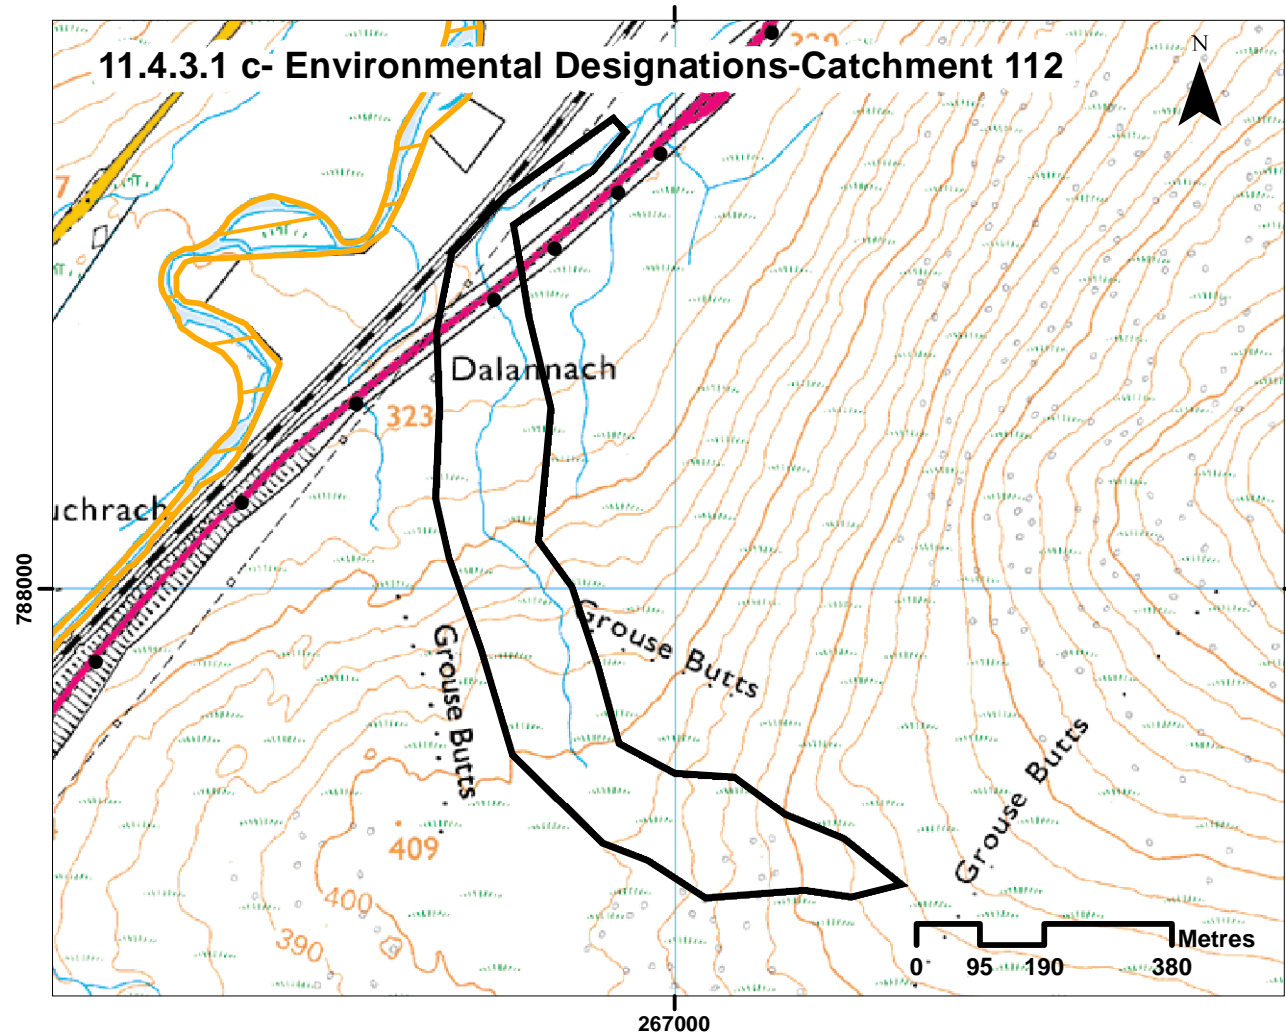 N
11.4.3.1 c- Environmental Designations-Catchment 112
7
Dalannach
323
uchrach
788000
Grouse Butts
Grouse Butts
Grouse Butts
409
400
390
Metres
0 95 190 380
267000